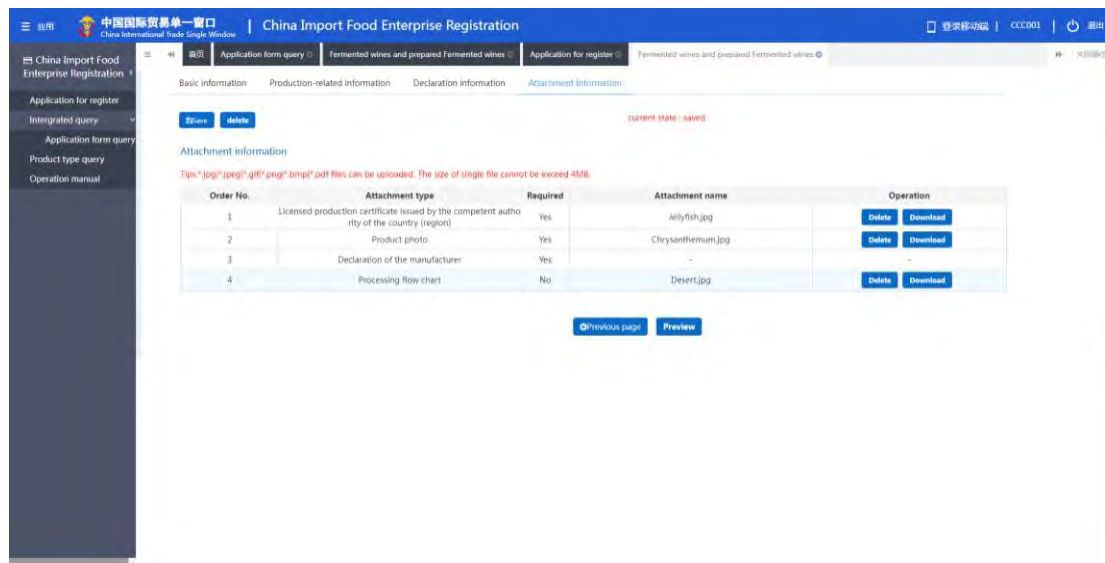 应用
中国国际贸易单一窗口
China International Trade Single Window
China Import Food Enterprise Registration
登录移动端
CCC001
退出
China Import Food
Enterprise Registration
Application for register
Intergrated query
Application form query
Product type query
Operation manual
首页
Application form query
Fermented wines and prepared Fermented wines
Application for register
Fermented wines and prepared Fermented wines
Basic information
Production-related information
Declaration information
Attachment Information
Save
delete
current state : saved
Attachment information
Tips:*.jpg|*.jpeg|*.gif|*.png|*.bmp|*.pdf files can be uploaded. The size of single file cannot be exceed 4MB.
Order No. Attachment type Required Attachment name Operation
1 Licensed production certificate issued by the competent autho
rity of the country (region) Yes Jellyfish.jpg Delete Download
2 Product photo Yes Chrysanthemum.jpg Delete Download
3 Declaration of the manufacturer Yes - -
4 Processing flow chart No Desert.jpg Delete Download
Previous page
Preview